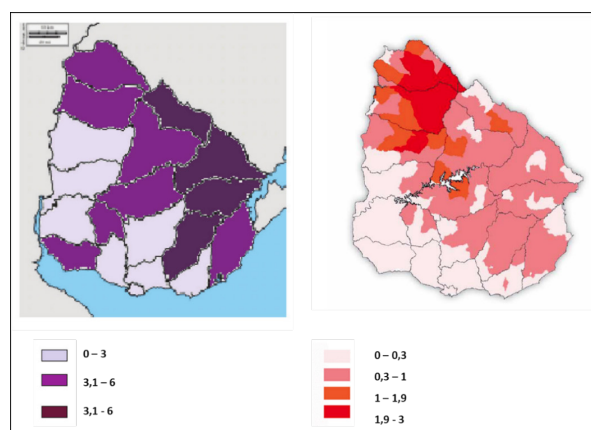 0 – 3
3,1 – 6
3,1 - 6
0 – 0,3
0,3 – 1
1 – 1,9
1,9 - 3